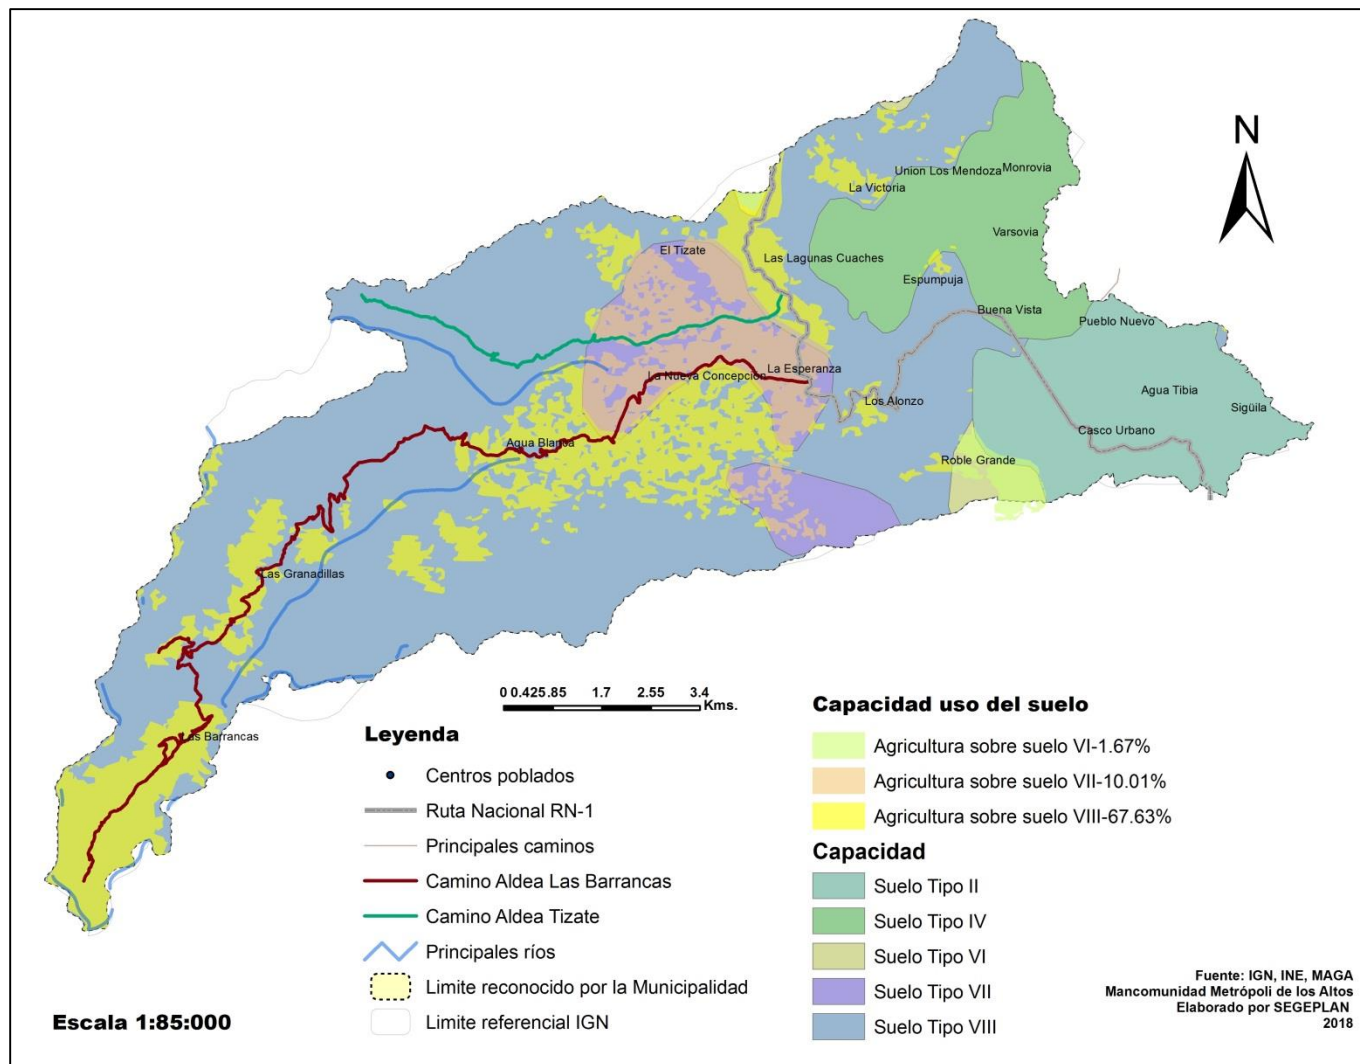 N
Union Los Mendoza
Monrovia
La Victoria
Varsovia
El Tizate
Las Lagunas Cuaches
Espumpuja
Buena Vista
Pueblo Nuevo
La Esperanza
La Nueva Concepción
Agua Tibia
Los Alonzo
Sigüila
Casco Urbano
Agua Blanca
Roble Grande
Las Granadillas
Las Barrancas
0 0.425.85 1.7 2.55 3.4
Kms.
Leyenda
Centros poblados
Ruta Nacional RN-1
Principales caminos
Camino Aldea Las Barrancas
Camino Aldea Tizate
Principales ríos
Limite reconocido por la Municipalidad
Limite referencial IGN
Capacidad uso del suelo
Agricultura sobre suelo VI-1.67%
Agricultura sobre suelo VII-10.01%
Agricultura sobre suelo VIII-67.63%
Capacidad
Suelo Tipo II
Suelo Tipo IV
Suelo Tipo VI
Suelo Tipo VII
Suelo Tipo VIII
Escala 1:85:000
Fuente: IGN, INE, MAGA
Mancomunidad Metrópoli de los Altos
Elaborado por SEGEPLAN
2018